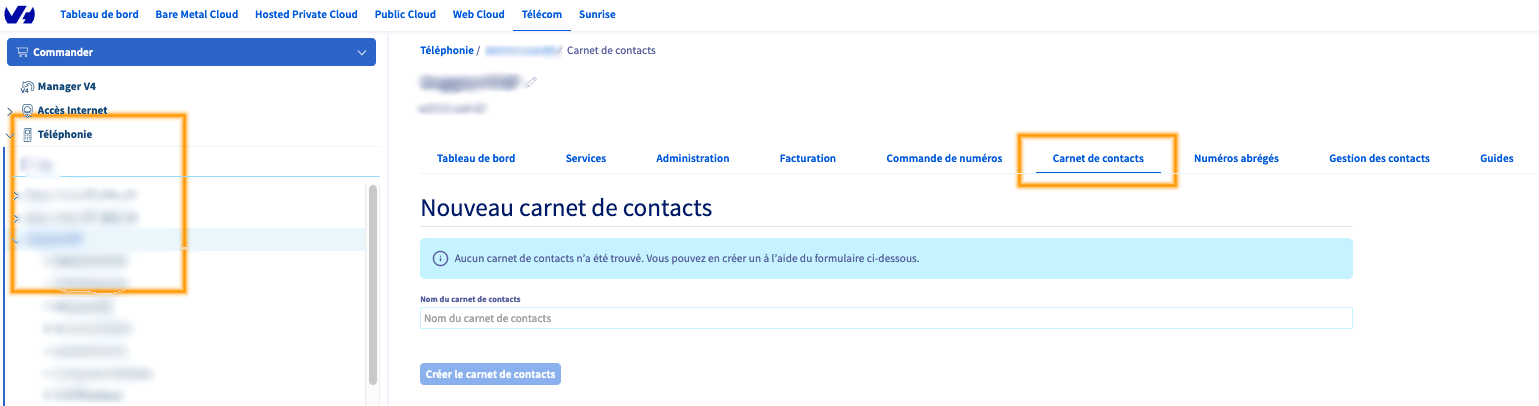 Tableau de bord Bare Metal Cloud Hosted Private Cloud Public Cloud Web Cloud Télécom Sunrise
Commander
Manager V4
Accès Internet
Téléphonie
Téléphonie / / Carnet de contacts
Tableau de bord Services Administration Facturation Commande de numéros Carnet de contacts Numéros abrégés Gestion des contacts Guides
Nouveau carnet de contacts
Aucun carnet de contacts n'a été trouvé. Vous pouvez en créer un à l'aide du formulaire ci-dessous.
Nom du carnet de contacts
Nom du carnet de contacts
Créer le carnet de contacts